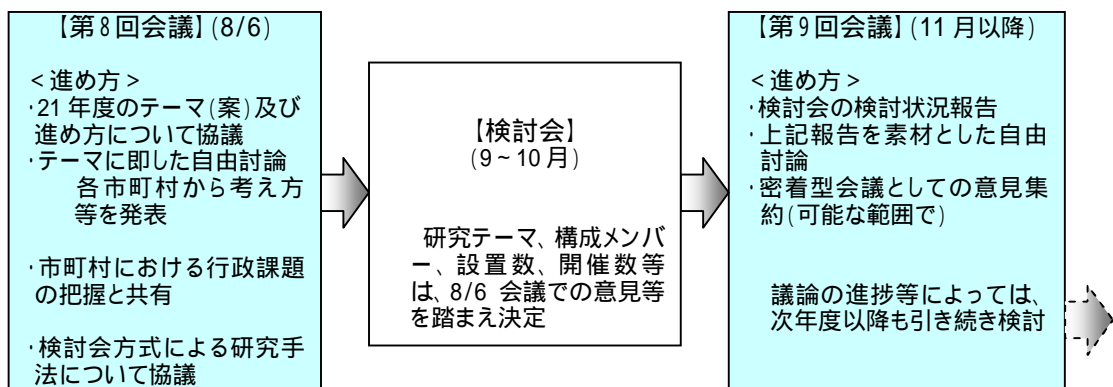 【第8回会議】(8/6)
<進め方>
・21年度のテーマ(案)及び
進め方について協議
・テーマに即した自由討論
各市町村から考え方
等を発表
・市町村における行政課題
の把握と共有
・検討会方式による研究手
法について協議
【検討会】
(9~10月)
研究テーマ、構成メンバ
ー、設置数、開催数等
は、8/6 会議での意見等
を踏まえ決定
【第9回会議】(11月以降)
<進め方>
・検討会の検討状況報告
・上記報告を素材とした自由
討論
・密着型会議としての意見集
約(可能な範囲で)
議論の進捗等によっては、
次年度以降も引き続き検討